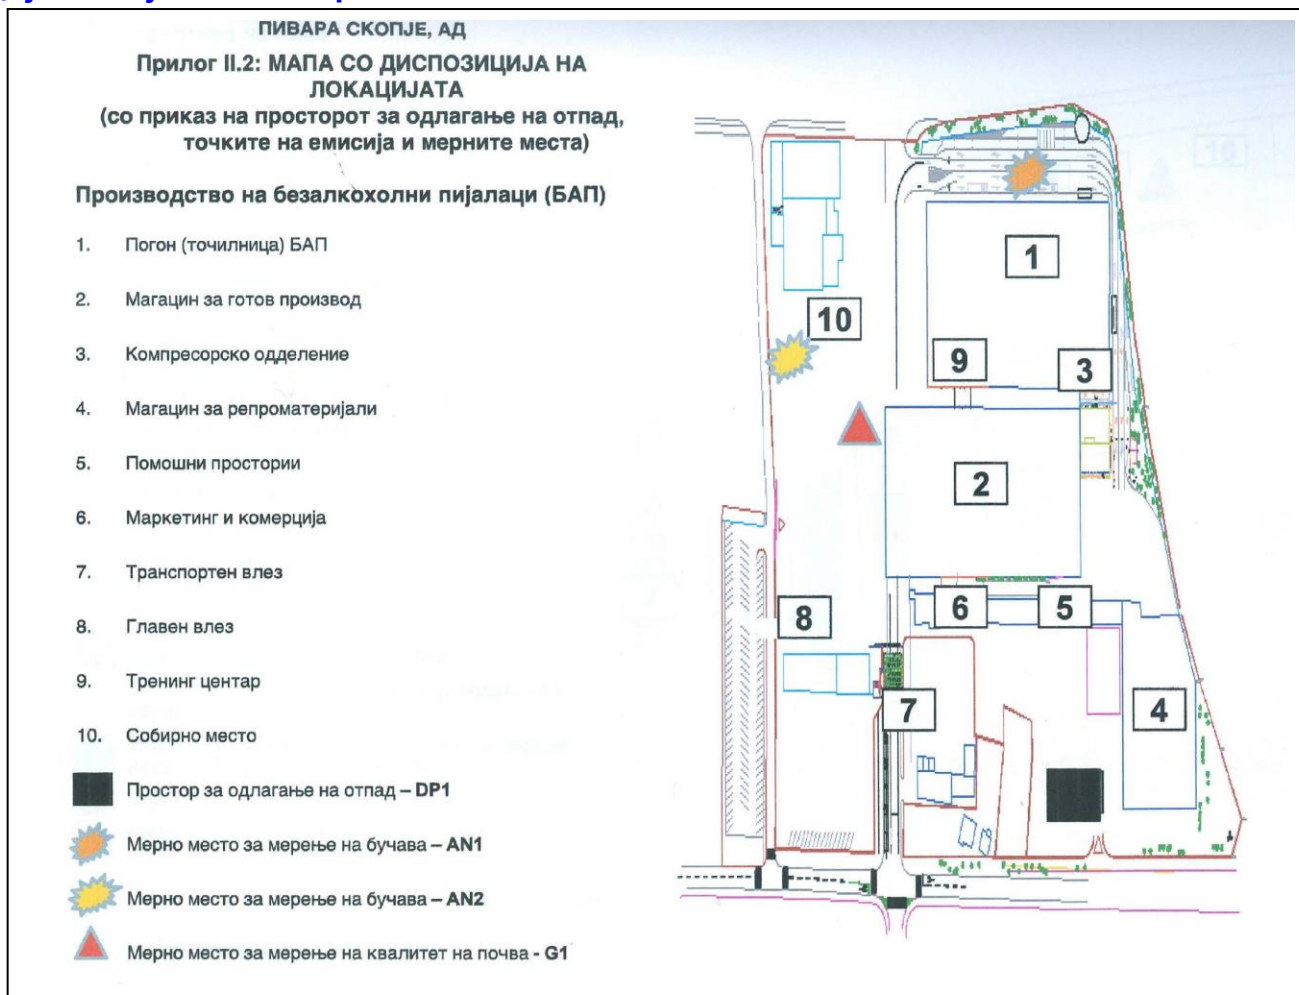 ПИВАРА СКОПЈЕ, АД
Прилог II.2: МАПА СО ДИСПОЗИЦИЈА НА
ЛОКАЦИЈАТА
(со приказ на просторот за одлагање на отпад,
точките на емисија и мерните места)
Производство на безалкохолни пијалаци (БАП)
1. Погон (точилница) БАП
2. Магацин за готов производ
3. Компресорско одделение
4. Магацин за репроматеријали
5. Помошни простории
6. Маркетинг и комерција
7. Транспортен влез
8. Главен влез
9. Тренинг центар
10. Собирно место
Простор за одлагање на отпад – DP1
Мерно место за мерење на бучава – AN1
Мерно место за мерење на бучава – AN2
Мерно место за мерење на квалитет на почва - G1
1
10
9
3
2
6
5
8
7
4